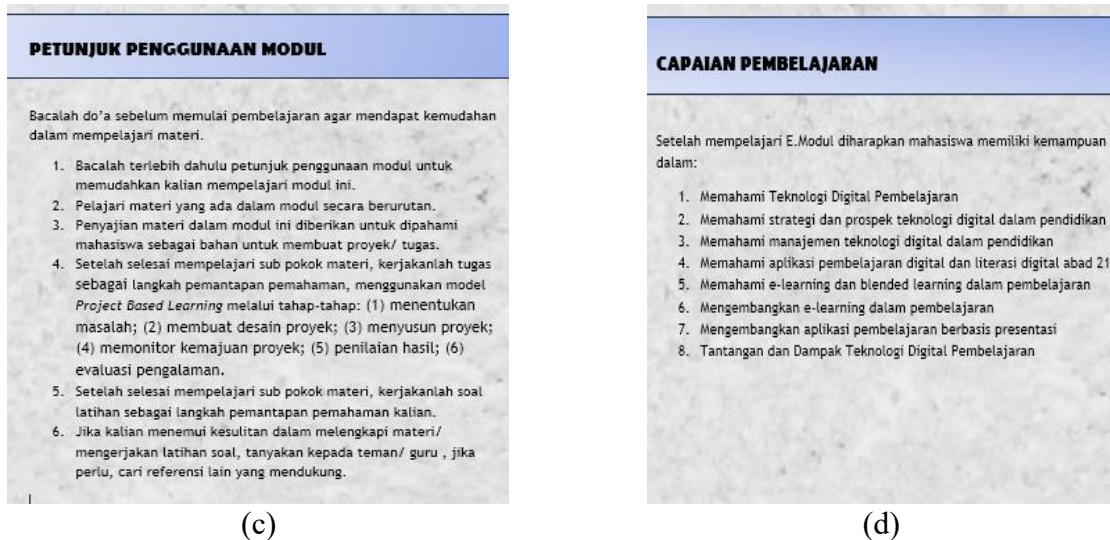 PETUNJUK PENGGUNAAN MODUL
Bacalah do'a sebelum memulai pembelajaran agar mendapat kemudahan
dalam mempelajari materi.
1. Bacalah terlebih dahulu petunjuk penggunaan modul untuk
memudahkan kalian mempelajari modul ini.
2. Pelajari materi yang ada dalam modul secara berurutan.
3. Penyajian materi dalam modul ini diberikan untuk dipahami
mahasiswa sebagai bahan untuk membuat proyek/ tugas.
4. Setelah selesai mempelajari sub pokok materi, kerjakanlah tugas
sebagai langkah pemantapan pemahaman, menggunakan model
Project Based Learning melalui tahap-tahap: (1) menentukan
masalah; (2) membuat desain proyek; (3) menyusun proyek;
(4) memonitor kemajuan proyek; (5) penilaian hasil; (6)
evaluasi pengalaman.
5. Setelah selesai mempelajari sub pokok materi, kerjakanlah soal
latihan sebagai langkah pemantapan pemahaman kalian.
6. Jika kalian menemui kesulitan dalam melengkapi materi/
mengerjakan latihan soal, tanyakan kepada teman/ guru , jika
perlu, cari referensi lain yang mendukung.
(c)
CAPAIAN PEMBELAJARAN
Setelah mempelajari E.Modul diharapkan mahasiswa memiliki kemampuan
dalam:
1. Memahami Teknologi Digital Pembelajaran
2. Memahami strategi dan prospek teknologi digital dalam pendidikan
3. Memahami manajemen teknologi digital dalam pendidikan
4. Memahami aplikasi pembelajaran digital dan literasi digital abad 21
5. Memahami e-learning dan blended learning dalam pembelajaran
6. Mengembangkan e-learning dalam pembelajaran
7. Mengembangkan aplikasi pembelajaran berbasis presentasi
8. Tantangan dan Dampak Teknologi Digital Pembelajaran
(d)